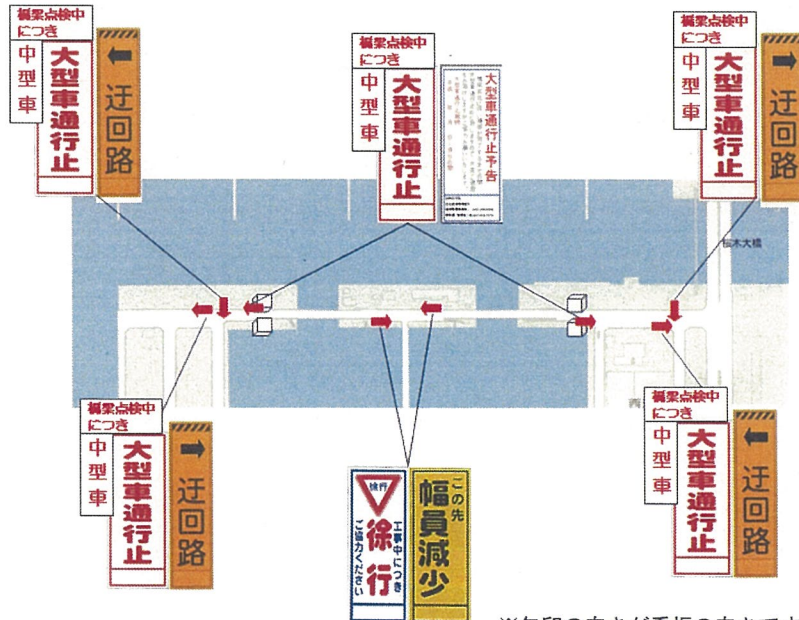 橋梁点検中
につき
中型車
大型車通行止
迂回路
橋梁点検中
につき
中型車
大型車通行止
大型車通行止予告
橋梁点検中
につき
中型車
大型車通行止
迂回路
桜木大橋
橋梁点検中
につき
中型車
大型車通行止
迂回路
徐行
工事中につき
徐行
ご協力ください
この先
幅員減少
西
橋梁点検中
につき
中型車
大型車通行止
迂回路